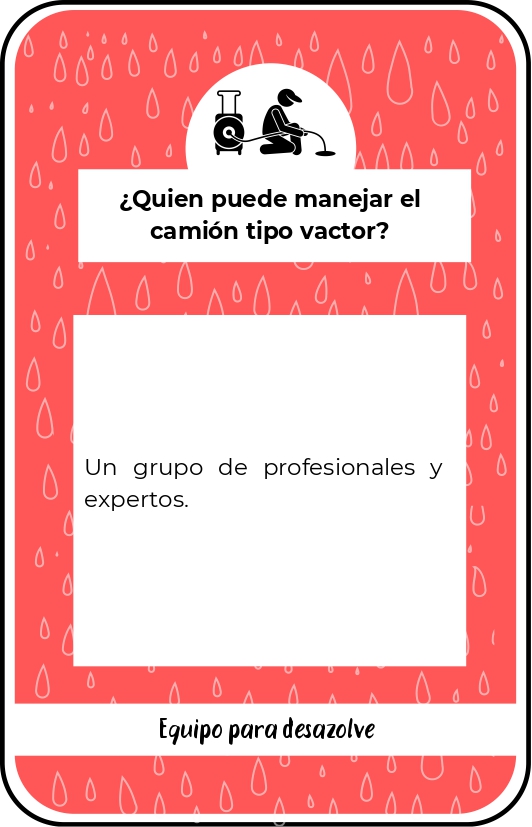 ¿Quien puede manejar el
camión tipo vactor?
Un grupo de profesionales y
expertos.
Equipo para desazolve